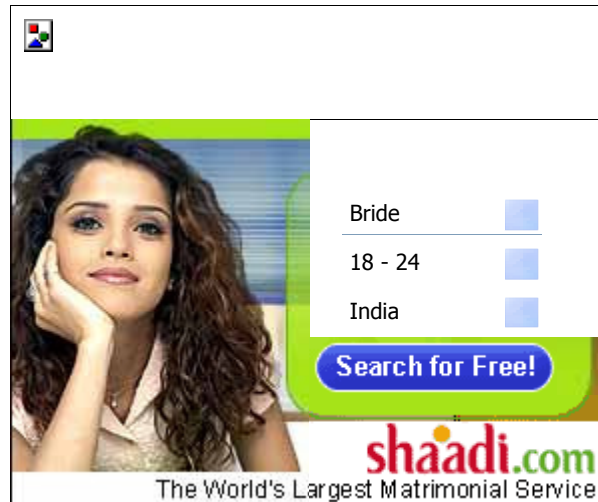 Bride
18 - 24
India
Search for Free!
shaadi.com
The World's Largest Matrimonial Service